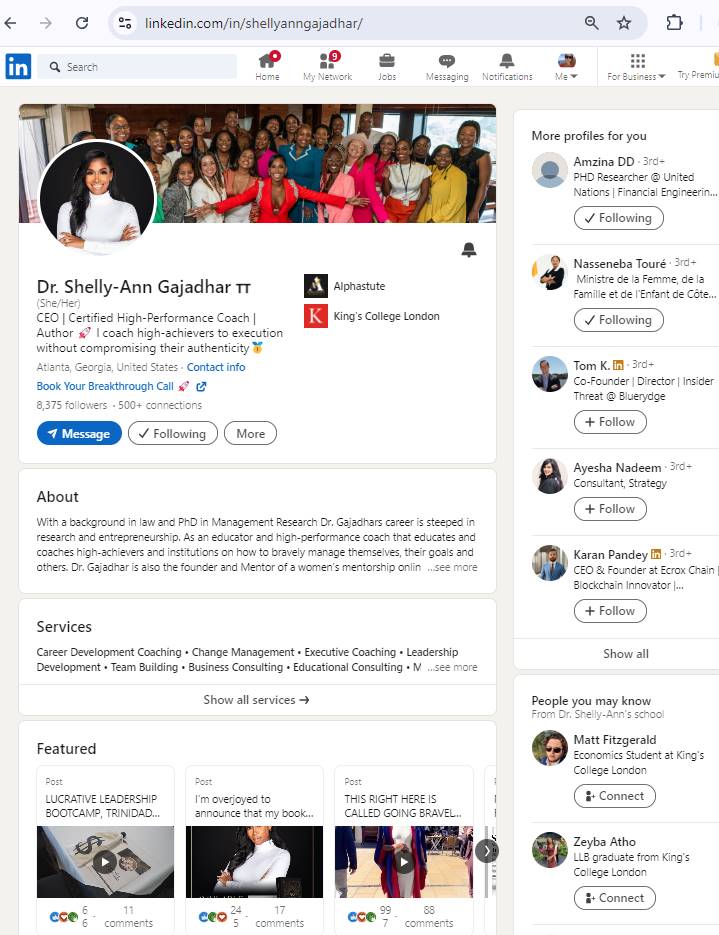 linkedin.com/in/shellyanngajadhar/
in
Search
9
Home
My Network
Jobs
Messaging
Notifications
Me
For Business
Try Premiu
Dr. Shelly-Ann Gajadhar
(She/Her)
CEO | Certified High-Performance Coach |
Author 🚀 I coach high-achievers to execution
without compromising their authenticity🥇
Atlanta, Georgia, United States · Contact info
Book Your Breakthrough Call 🚀
8,375 followers · 500+ connections
Message
Following
More
Alphastute
K
King's College London
About
With a background in law and PhD in Management Research Dr. Gajadhars career is steeped in
research and entrepreneurship. As an educator and high-performance coach that educates and
coaches high-achievers and institutions on how to bravely manage themselves, their goals and
others. Dr. Gajadhar is also the founder and Mentor of a women's mentorship onlin ...see more
Services
Career Development Coaching • Change Management • Executive Coaching • Leadership
Development • Team Building • Business Consulting • Educational Consulting • M ...see more
Show all services →
Featured
Post
LUCRATIVE LEADERSHIP
BOOTCAMP, TRINIDAD...
6
6
·
11
comments
Post
I'm overjoyed to
announce that my book...
24
5
·
17
comments
Post
THIS RIGHT HERE IS
CALLED GOING BRAVEL...
99
7
·
88
comments
More profiles for you
Amzina DD · 3rd+
PHD Researcher @ United
Nations | Financial Engineerin...
Following
Nasseneba Touré · 3rd+
Ministre de la Femme, de la
Famille et de l'Enfant de Côte...
Following
Tom K. in · 3rd+
Co-Founder | Director | Insider
Threat @ Bluerydge
+ Follow
Ayesha Nadeem · 3rd+
Consultant, Strategy
+ Follow
Karan Pandey in · 3rd+
CEO & Founder at Ecrox Chain |
Blockchain Innovator |...
+ Follow
Show all
People you may know
From Dr. Shelly-Ann's school
Matt Fitzgerald
Economics Student at King's
College London
Connect
Zeyba Atho
LLB graduate from King's
College London
Connect